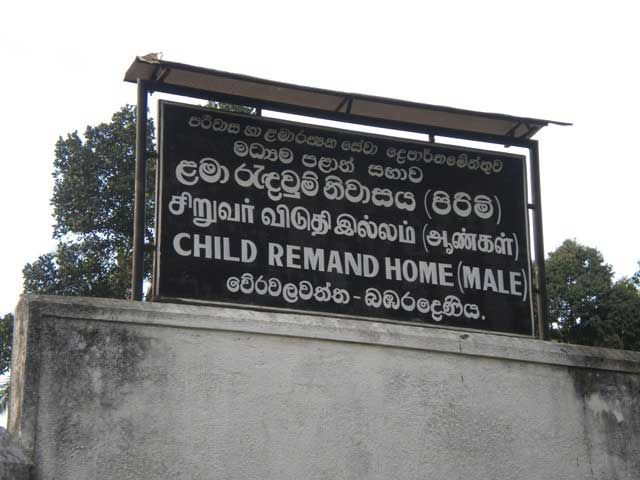 පරිවාස හා ළමාරක්ෂක සේවා දෙපාර්තමේන්තුව
මධ්‍යම පළාත් සභාව
ළමා රැඳවුම් නිවාසය (පිරිමි)
சிறுவர் விடுதி இல்லம் (ஆண்கள்)
CHILD REMAND HOME (MALE)
වේරවලවත්ත - බඹරදෙණිය.